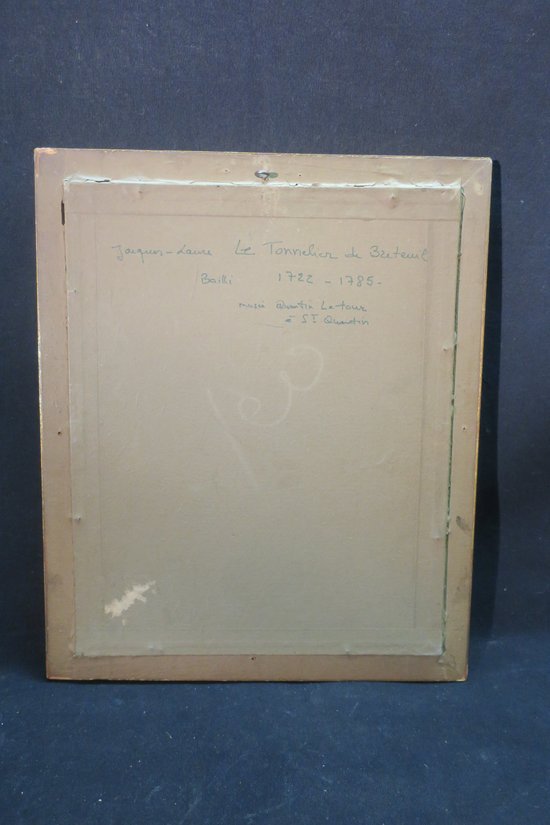 Jacques-Laure Le Tonnelier de Breteuil
Bailli 1722 - 1785-
musée Quentin Latour
à St Quentin